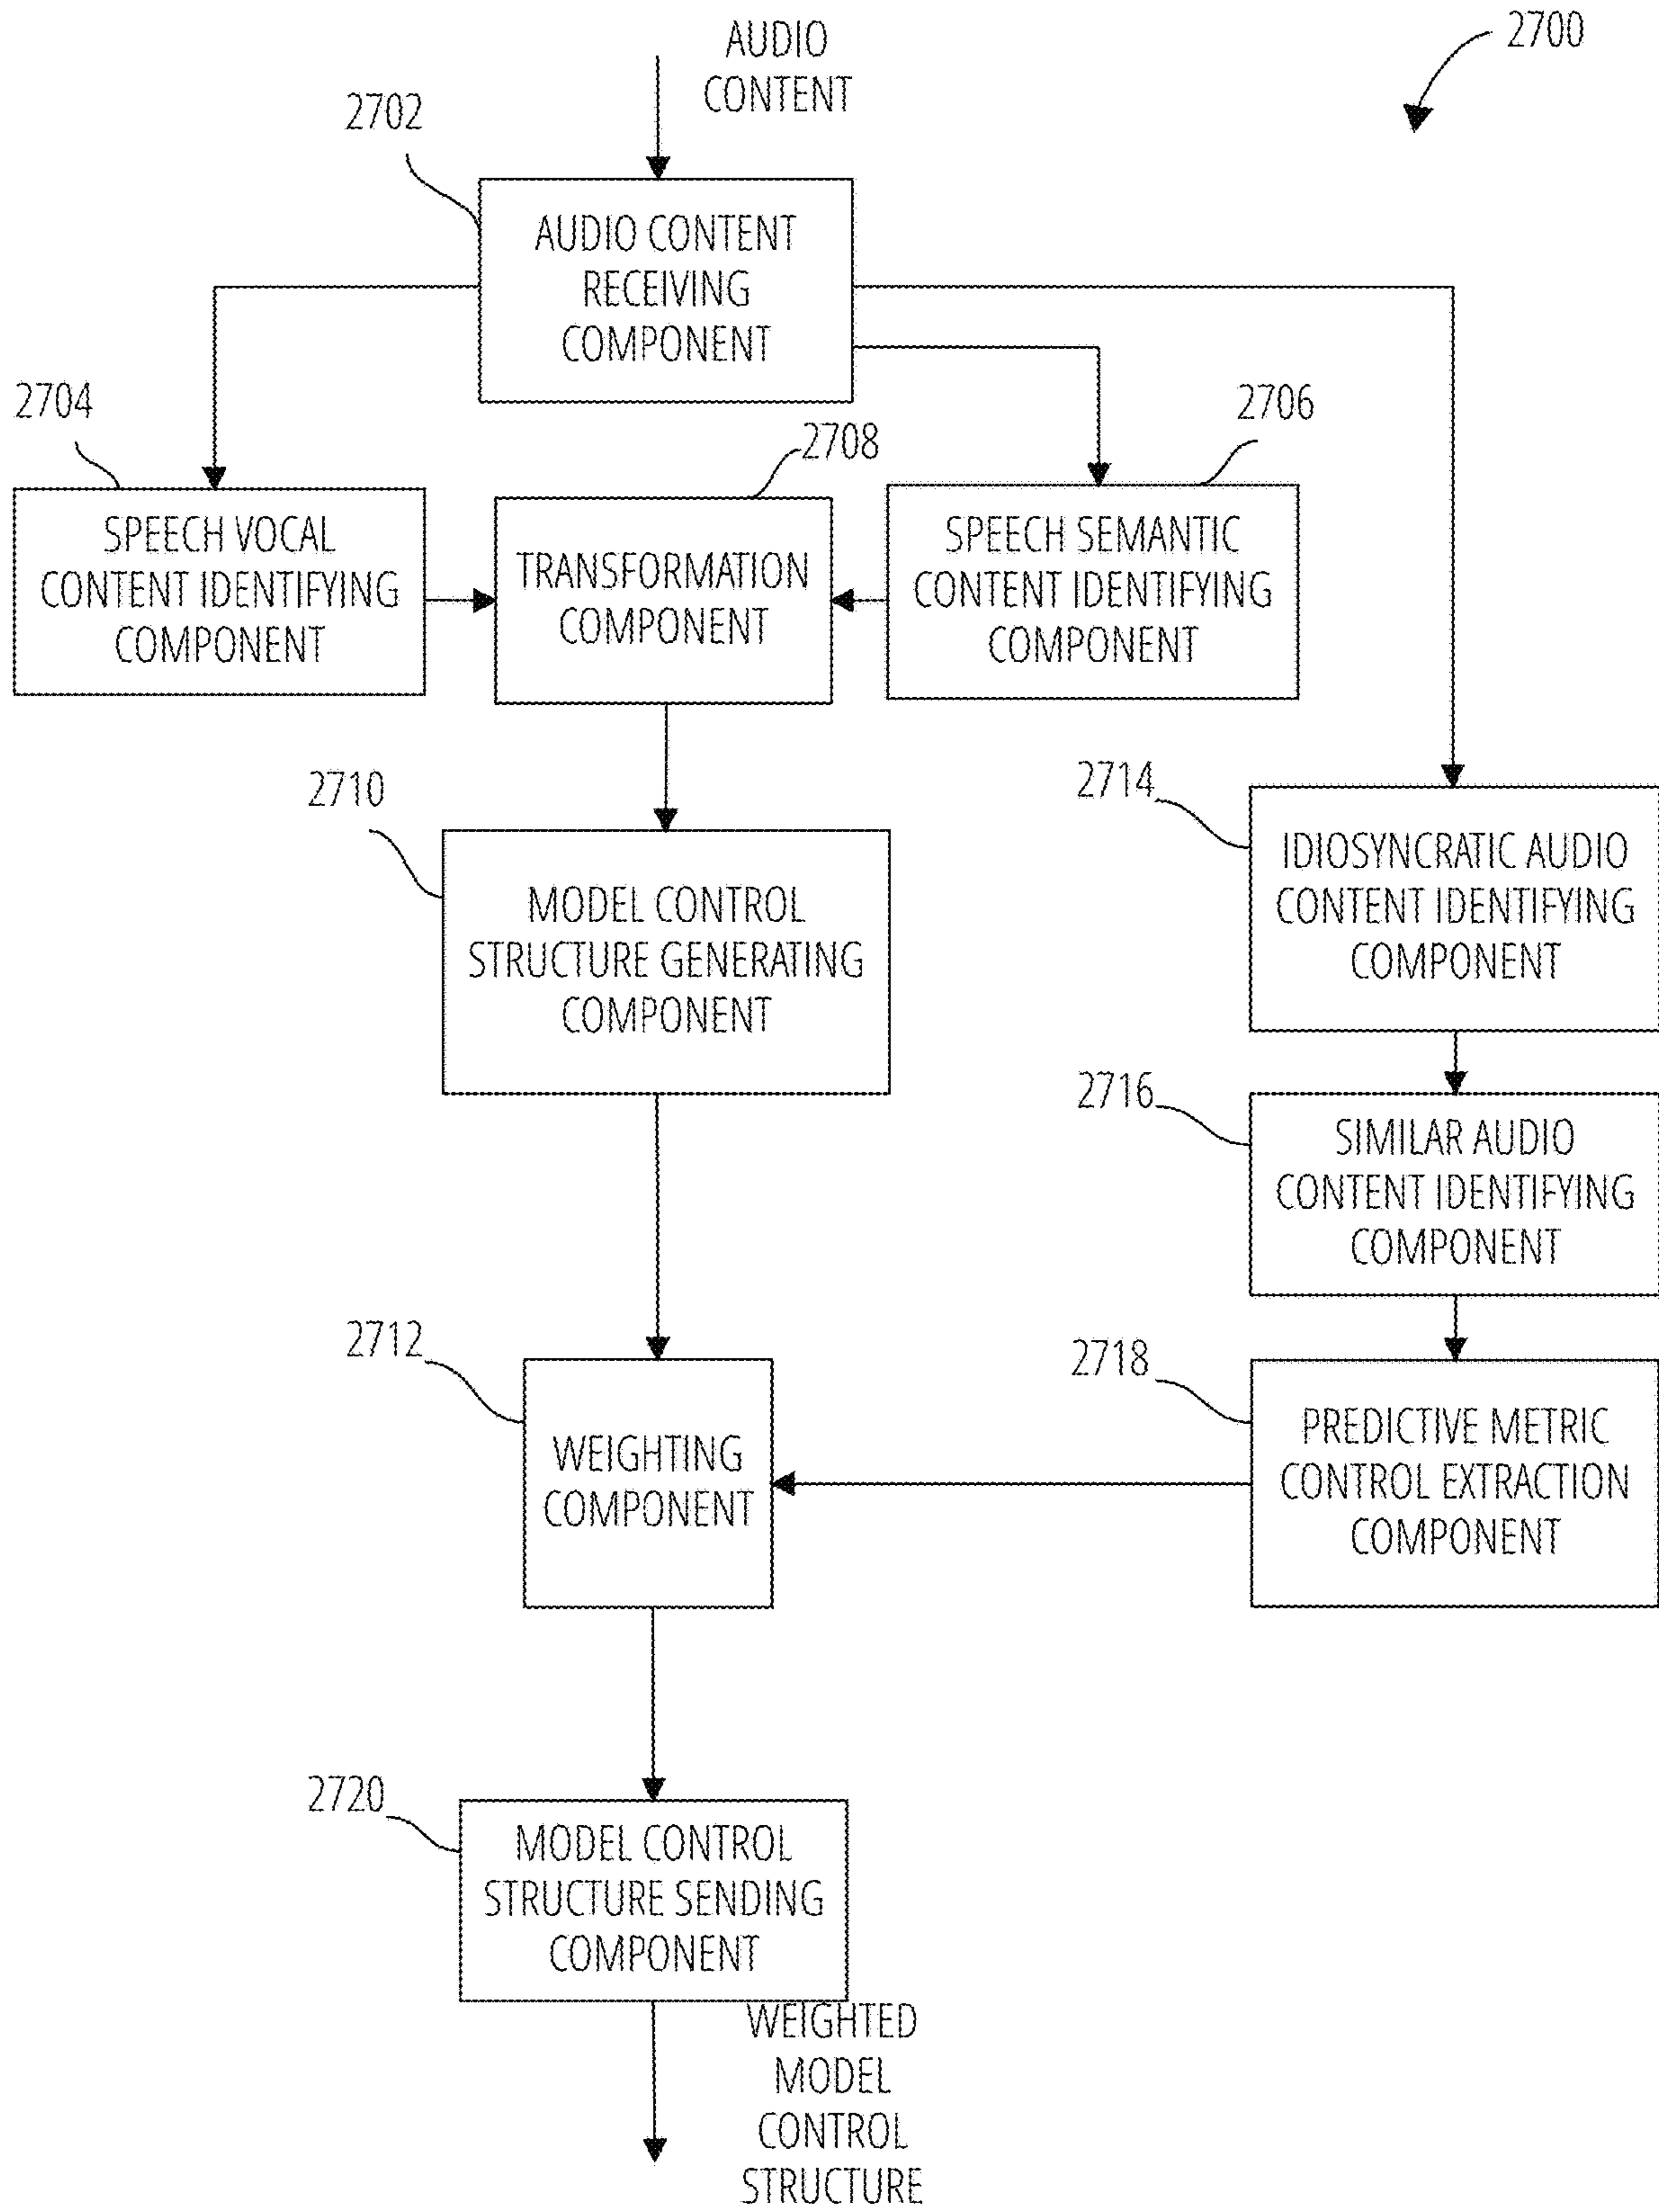 2700
AUDIO
CONTENT
2702
AUDIO CONTENT
RECEIVING
COMPONENT
2704
2708
2706
SPEECH VOCAL
CONTENT IDENTIFYING
COMPONENT
TRANSFORMATION
COMPONENT
SPEECH SEMANTIC
CONTENT IDENTIFYING
COMPONENT
2710
MODEL CONTROL
STRUCTURE GENERATING
COMPONENT
2714
IDIOSYNCRATIC AUDIO
CONTENT IDENTIFYING
COMPONENT
2716
SIMILAR AUDIO
CONTENT IDENTIFYING
COMPONENT
2712
WEIGHTING
COMPONENT
2718
PREDICTIVE METRIC
CONTROL EXTRACTION
COMPONENT
2720
MODEL CONTROL
STRUCTURE SENDING
COMPONENT
WEIGHTED
MODEL
CONTROL
STRUCTURE